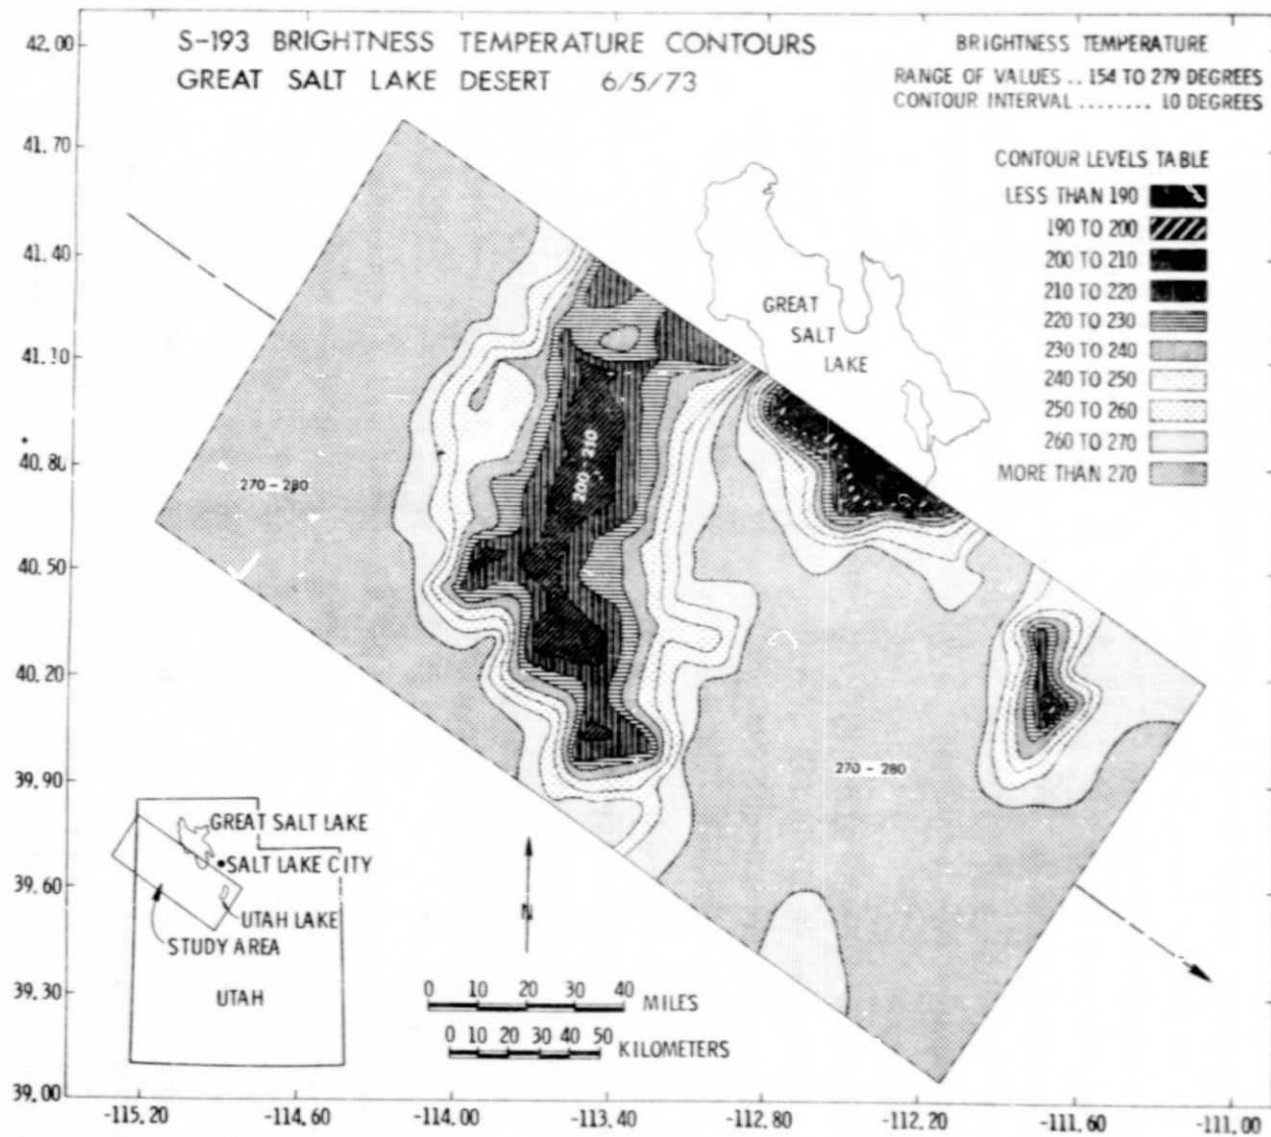 S-193 BRIGHTNESS TEMPERATURE CONTOURS
GREAT SALT LAKE DESERT 6/5/73
BRIGHTNESS TEMPERATURE
RANGE OF VALUES .. 154 TO 279 DEGREES
CONTOUR INTERVAL ........ 10 DEGREES
CONTOUR LEVELS TABLE
LESS THAN 190
190 TO 200
200 TO 210
210 TO 220
220 TO 230
230 TO 240
240 TO 250
250 TO 260
260 TO 270
MORE THAN 270
42.00
41.70
41.40
41.10
40.80
40.50
40.20
39.90
39.60
39.30
39.00
GREAT
SALT
LAKE
270 - 280
200 - 210
270 - 280
GREAT SALT LAKE
SALT LAKE CITY
UTAH LAKE
STUDY AREA
UTAH
N
0 10 20 30 40 MILES
0 10 20 30 40 50 KILOMETERS
-115.20 -114.60 -114.00 -113.40 -112.80 -112.20 -111.60 -111.00